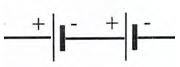 + - + -